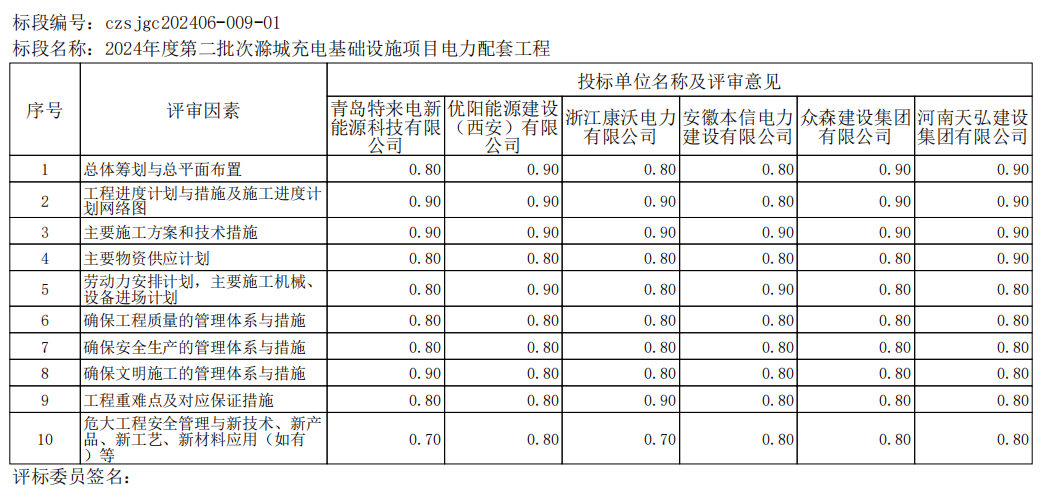 标段编号：czsjgc202406-009-01
标段名称：2024年度第二批次滁城充电基础设施项目电力配套工程
序号 评审因素 投标单位名称及评审意见
青岛特来电新能源科技有限公司 优阳能源建设（西安）有限公司 浙江康沃电力有限公司 安徽本信电力建设有限公司 众森建设集团有限公司 河南天弘建设集团有限公司
1 总体筹划与总平面布置 0.80 0.90 0.80 0.80 0.90 0.90
2 工程进度计划与措施及施工进度计划网络图 0.90 0.90 0.90 0.80 0.90 0.90
3 主要施工方案和技术措施 0.90 0.90 0.90 0.90 0.90 0.90
4 主要物资供应计划 0.80 0.80 0.80 0.80 0.80 0.90
5 劳动力安排计划，主要施工机械、设备进场计划 0.80 0.90 0.80 0.90 0.80 0.80
6 确保工程质量的管理体系与措施 0.80 0.80 0.80 0.80 0.80 0.80
7 确保安全生产的管理体系与措施 0.80 0.80 0.80 0.80 0.80 0.80
8 确保文明施工的管理体系与措施 0.90 0.80 0.80 0.80 0.80 0.80
9 工程重难点及对应保证措施 0.80 0.80 0.90 0.80 0.80 0.80
10 危大工程安全管理与新技术、新产品、新工艺、新材料应用（如有）等 0.70 0.80 0.70 0.80 0.80 0.80
评标委员签名：